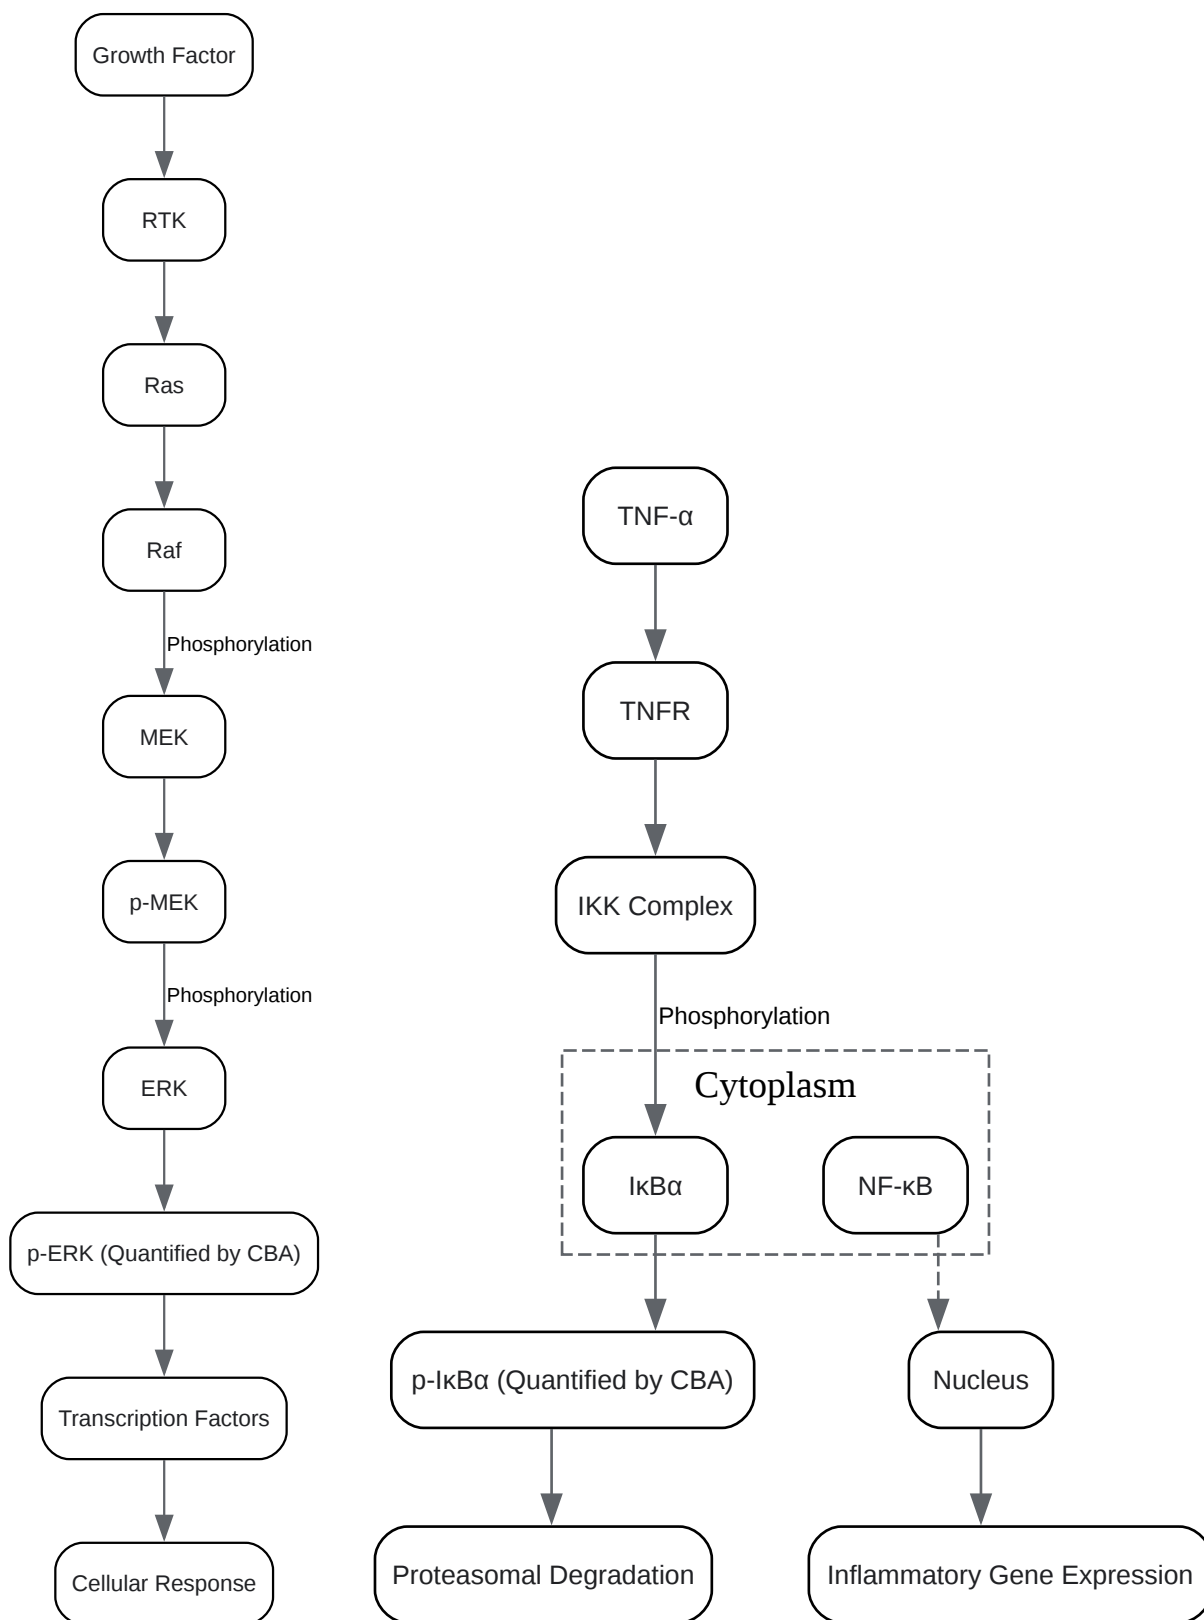 Growth Factor
RTK
Ras
Raf
Phosphorylation
MEK
p-MEK
Phosphorylation
ERK
p-ERK (Quantified by CBA)
Transcription Factors
Cellular Response
TNF-α
TNFR
IKK Complex
Phosphorylation
Cytoplasm
IκBα
NF-κB
p-IκBα (Quantified by CBA)
Nucleus
Proteasomal Degradation
Inflammatory Gene Expression